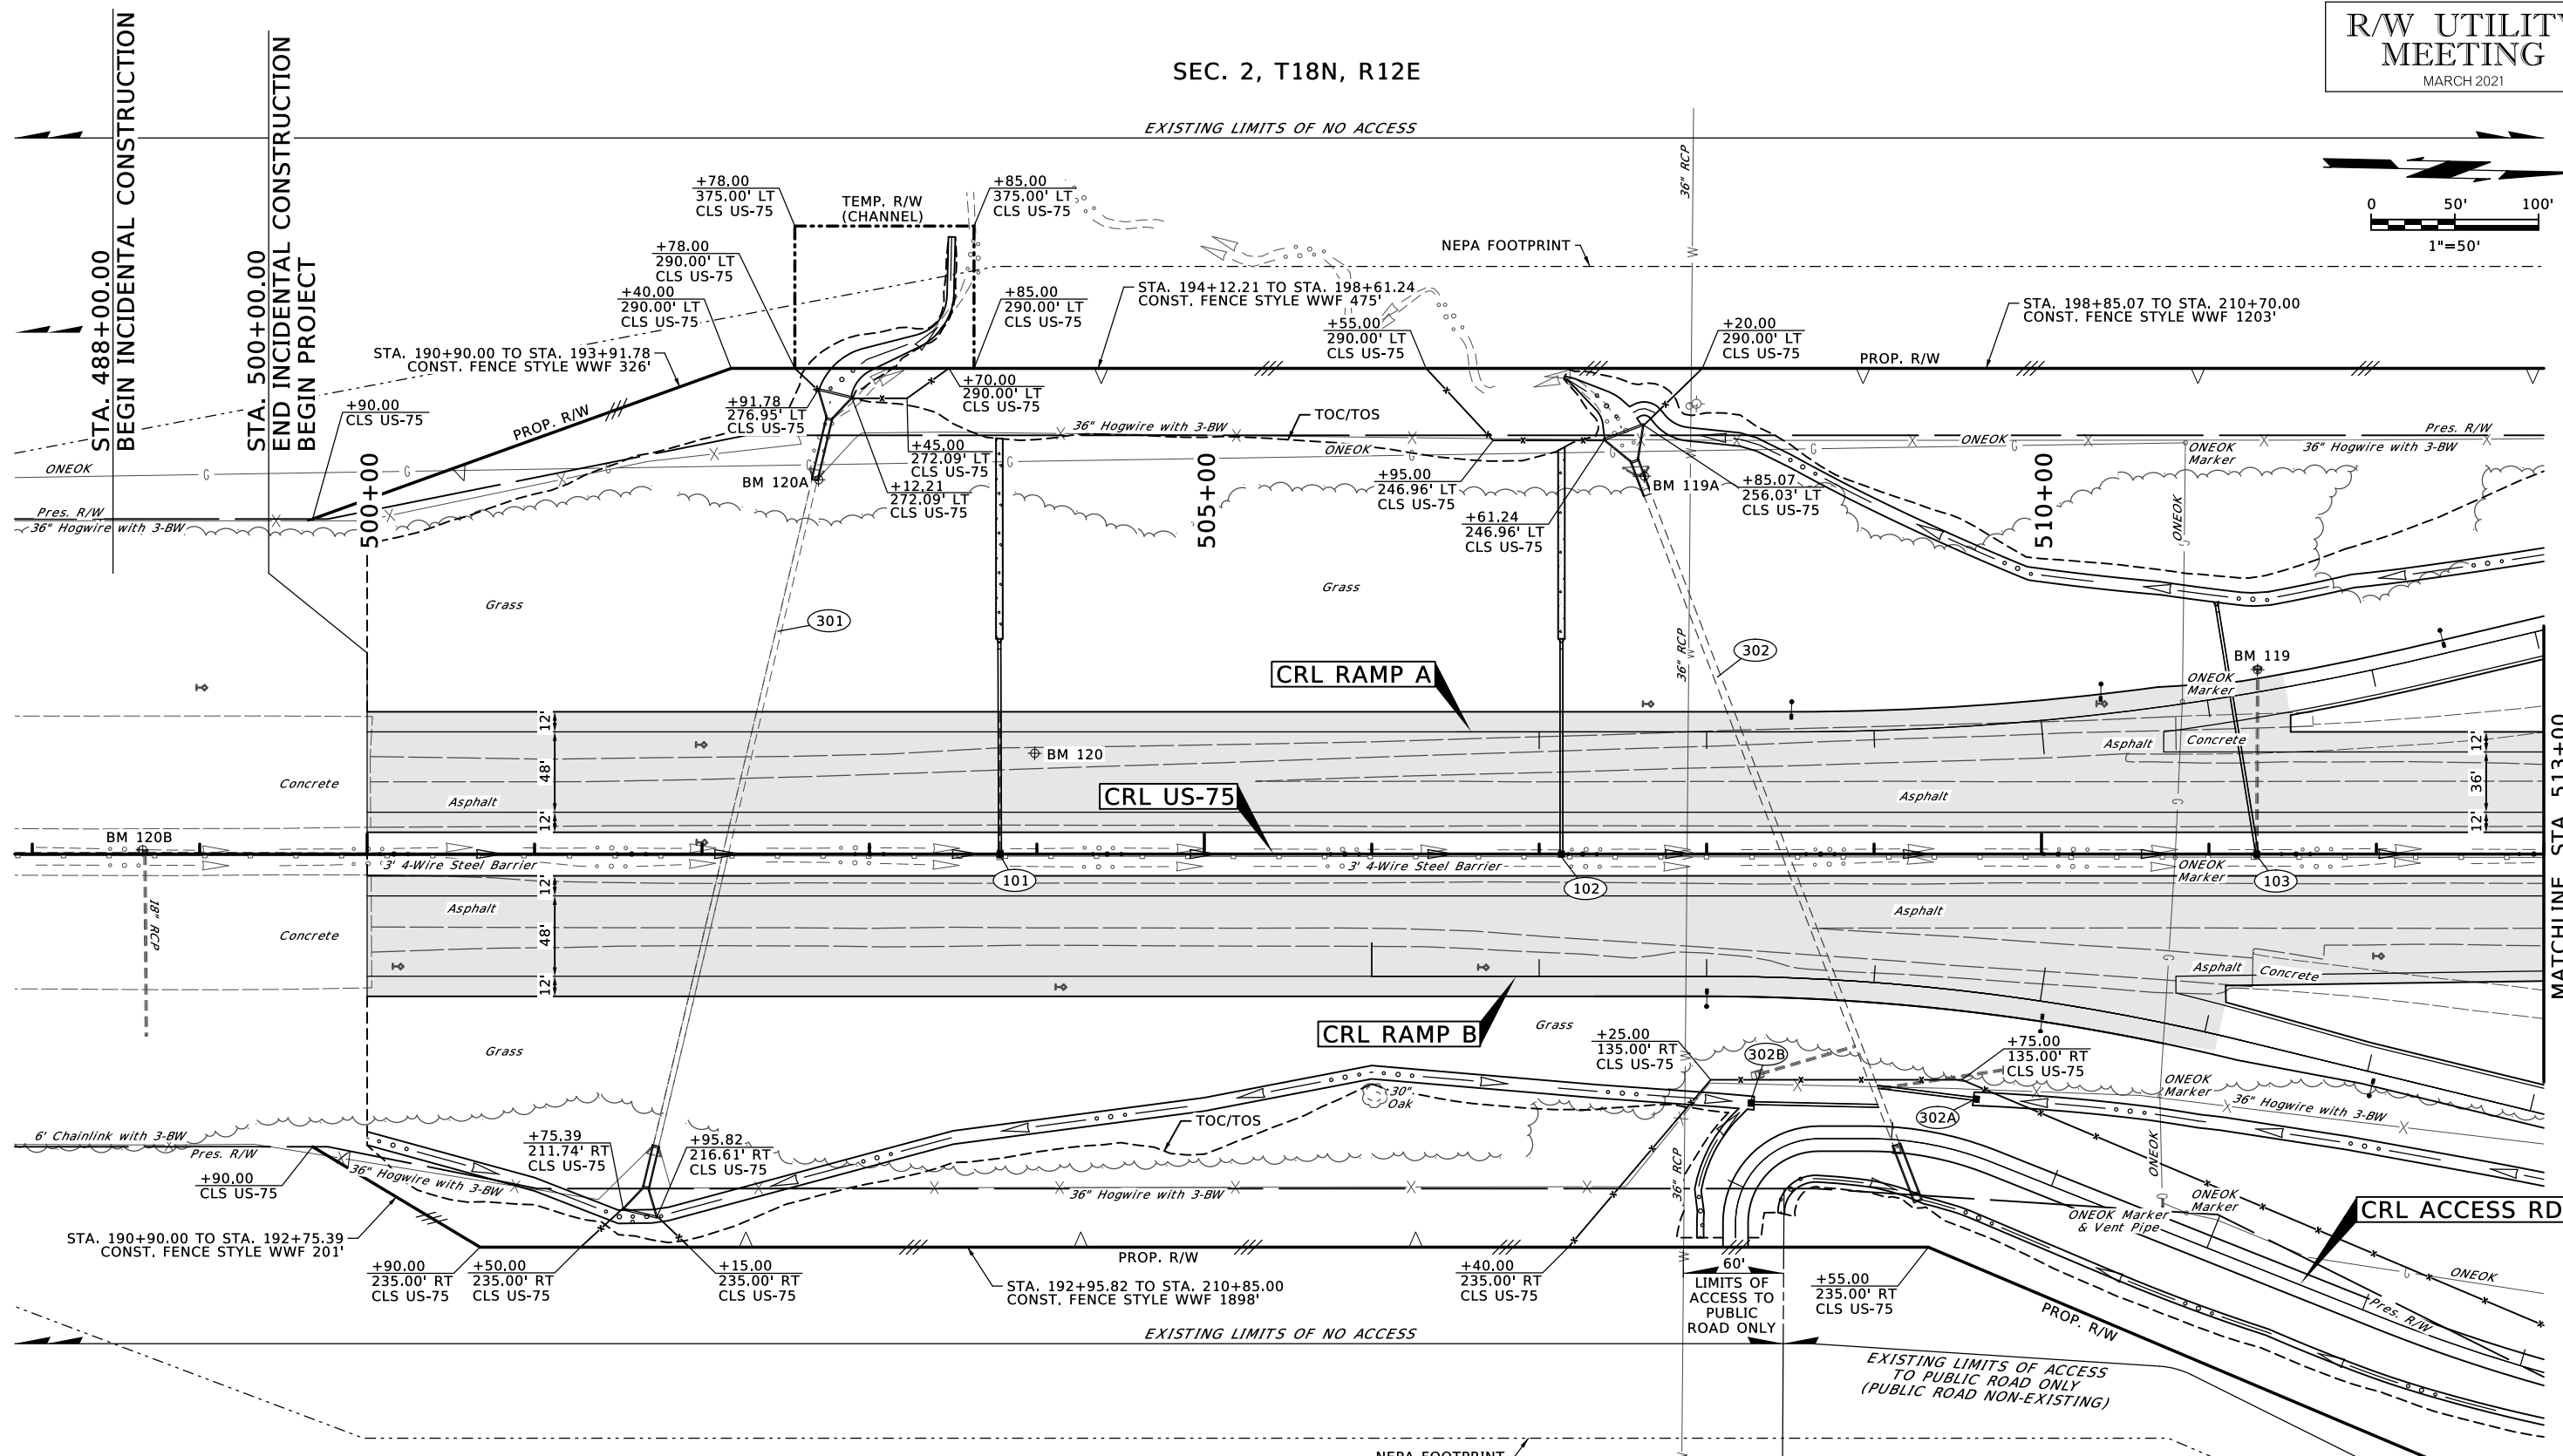 R/W UTILITY
MEETING
MARCH 2021
SEC. 2, T18N, R12E
EXISTING LIMITS OF NO ACCESS
STA. 488+00.00
BEGIN INCIDENTAL CONSTRUCTION
STA. 500+00.00
END INCIDENTAL CONSTRUCTION
BEGIN PROJECT
0 50' 100'
1"=50'
+78.00
375.00' LT
CLS US-75
TEMP. R/W
(CHANNEL)
+85.00
375.00' LT
CLS US-75
36" RCP
W
NEPA FOOTPRINT
+78.00
290.00' LT
CLS US-75
+40.00
290.00' LT
CLS US-75
+85.00
290.00' LT
CLS US-75
STA. 194+12.21 TO STA. 198+61.24
CONST. FENCE STYLE WWF 475'
+55.00
290.00' LT
CLS US-75
+20.00
290.00' LT
CLS US-75
STA. 198+85.07 TO STA. 210+70.00
CONST. FENCE STYLE WWF 1203'
STA. 190+90.00 TO STA. 193+91.78
CONST. FENCE STYLE WWF 326'
PROP. R/W
+70.00
290.00' LT
CLS US-75
+90.00
CLS US-75
PROP. R/W
+91.78
276.95' LT
CLS US-75
TOC/TOS
36" Hogwire with 3-BW
+45.00
272.09' LT
CLS US-75
ONEOK
ONEOK
Pres. R/W
36" Hogwire with 3-BW
ONEOK
Marker
ONEOK
G
BM 120A
+12.21
272.09' LT
CLS US-75
+95.00
246.96' LT
CLS US-75
BM 119A
+85.07
256.03' LT
CLS US-75
+61.24
246.96' LT
CLS US-75
Pres. R/W
36" Hogwire with 3-BW
500+00
505+00
510+00
ONEOK
Grass
Grass
301
36" RCP
W
302
CRL RAMP A
BM 119
ONEOK
Marker
12'
48'
12'
BM 120
Concrete
Asphalt
Asphalt
Concrete
12'
36'
12'
CRL US-75
Asphalt
MATCHLINE STA. 513+00
BM 120B
3' 4-Wire Steel Barrier
3' 4-Wire Steel Barrier
ONEOK
Marker
101
102
103
12'
48'
12'
18" RCP
Concrete
Asphalt
Asphalt
Asphalt
Concrete
G
CRL RAMP B
Grass
Grass
+25.00
135.00' RT
CLS US-75
302B
+75.00
135.00' RT
CLS US-75
30"
Oak
ONEOK
Marker
302A
36" Hogwire with 3-BW
TOC/TOS
6' Chainlink with 3-BW
Pres. R/W
+90.00
CLS US-75
36" Hogwire with 3-BW
+75.39
211.74' RT
CLS US-75
+95.82
216.61' RT
CLS US-75
36" Hogwire with 3-BW
36" RCP
ONEOK
ONEOK
Marker
ONEOK Marker
& Vent Pipe
CRL ACCESS RD
STA. 190+90.00 TO STA. 192+75.39
CONST. FENCE STYLE WWF 201'
+90.00
235.00' RT
CLS US-75
+50.00
235.00' RT
CLS US-75
+15.00
235.00' RT
CLS US-75
PROP. R/W
STA. 192+95.82 TO STA. 210+85.00
CONST. FENCE STYLE WWF 1898'
+40.00
235.00' RT
CLS US-75
60'
LIMITS OF
ACCESS TO
PUBLIC
ROAD ONLY
+55.00
235.00' RT
CLS US-75
ONEOK
G
Pres. R/W
PROP. R/W
EXISTING LIMITS OF NO ACCESS
EXISTING LIMITS OF ACCESS
TO PUBLIC ROAD ONLY
(PUBLIC ROAD NON-EXISTING)
NEPA FOOTPRINT